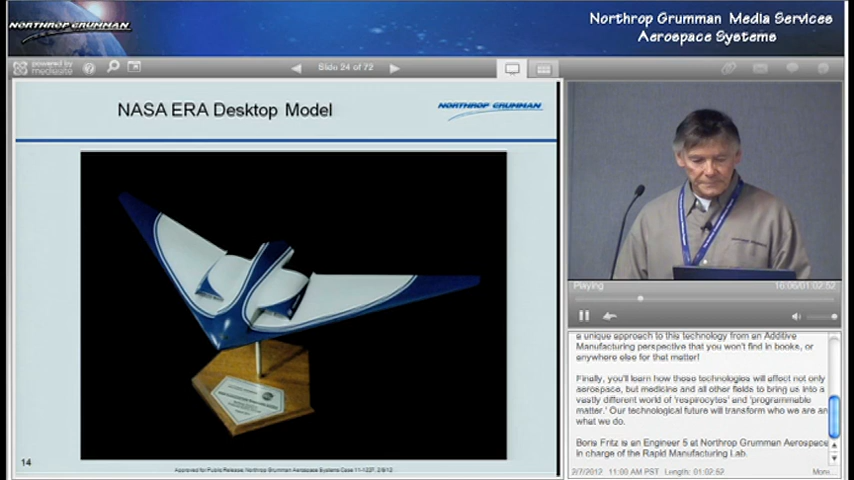 NORTHROP GRUMMAN
Northrop Grumman Media Services
Aerospace Systems
powered by
mediasite
Slide 24 of 72
NASA ERA Desktop Model
NORTHROP GRUMMAN
14
Approved for Public Release, Northrop Grumman Aerospace Systems Case 11-1227, 2/8/12
Playing
16:06/01:02:52
a unique approach to this technology from an Additive
Manufacturing perspective that you won't find in books, or
anywhere else for that matter!
Finally, you'll learn how these technologies will affect not only
aerospace, but medicine and all other fields to bring us into a
vastly different world of 'respirocytes' and 'programmable
matter.' Our technological future will transform who we are an
what we do.
Boris Fritz is an Engineer 5 at Northrop Grumman Aerospace
in charge of the Rapid Manufacturing Lab.
2/7/2012 11:00 AM PST Length: 01:02:52
More...